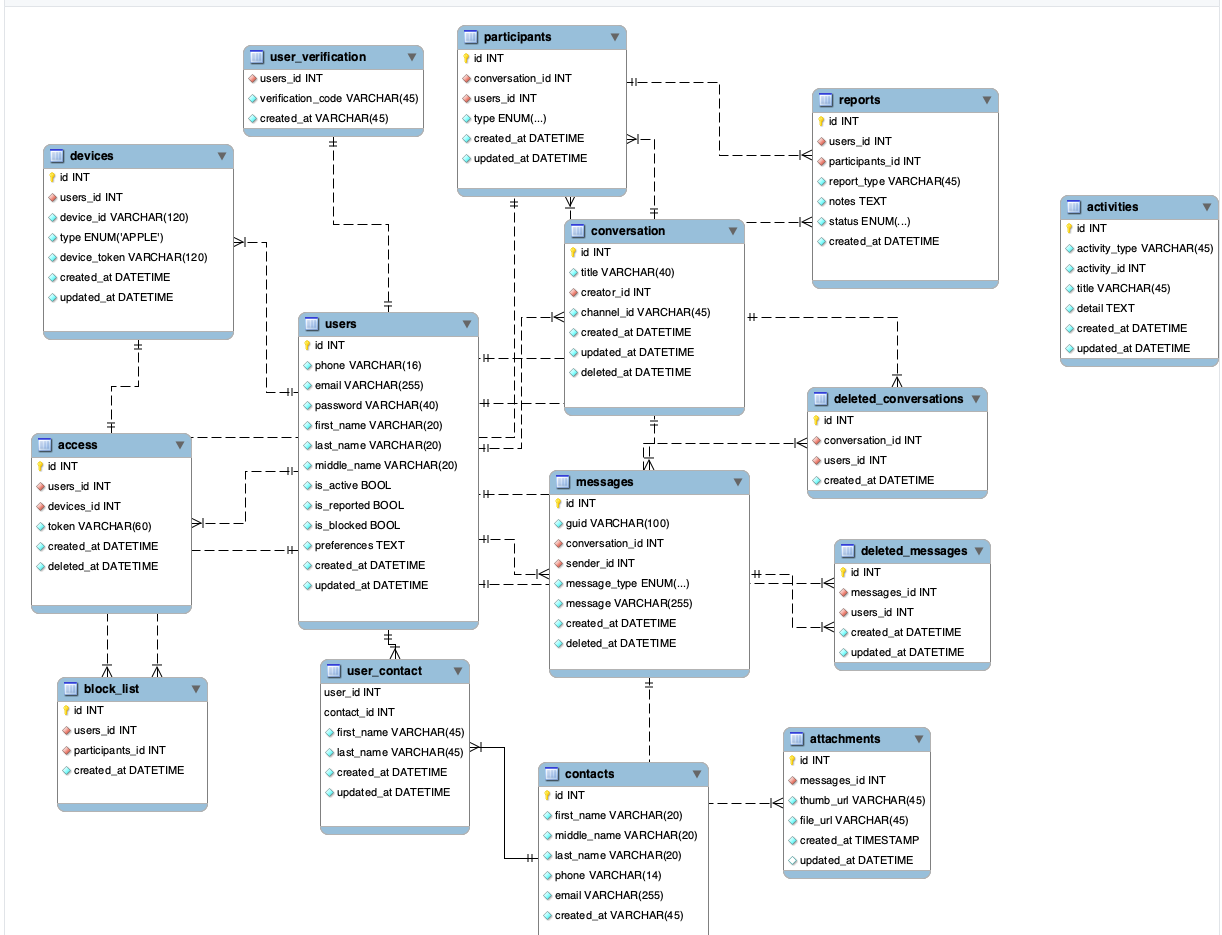 participants
id INT
conversation_id INT
users_id INT
type ENUM(...)
created_at DATETIME
updated_at DATETIME
user_verification
users_id INT
verification_code VARCHAR(45)
created_at VARCHAR(45)
reports
id INT
users_id INT
participants_id INT
report_type VARCHAR(45)
notes TEXT
status ENUM(...)
created_at DATETIME
devices
id INT
users_id INT
device_id VARCHAR(120)
type ENUM('APPLE')
device_token VARCHAR(120)
created_at DATETIME
updated_at DATETIME
activities
id INT
activity_type VARCHAR(45)
activity_id INT
title VARCHAR(45)
detail TEXT
created_at DATETIME
updated_at DATETIME
conversation
id INT
title VARCHAR(40)
creator_id INT
channel_id VARCHAR(45)
created_at DATETIME
updated_at DATETIME
deleted_at DATETIME
users
id INT
phone VARCHAR(16)
email VARCHAR(255)
password VARCHAR(40)
first_name VARCHAR(20)
last_name VARCHAR(20)
middle_name VARCHAR(20)
is_active BOOL
is_reported BOOL
is_blocked BOOL
preferences TEXT
created_at DATETIME
updated_at DATETIME
deleted_conversations
id INT
conversation_id INT
users_id INT
created_at DATETIME
access
id INT
users_id INT
devices_id INT
token VARCHAR(60)
created_at DATETIME
deleted_at DATETIME
messages
id INT
guid VARCHAR(100)
conversation_id INT
sender_id INT
message_type ENUM(...)
message VARCHAR(255)
created_at DATETIME
deleted_at DATETIME
deleted_messages
id INT
messages_id INT
users_id INT
created_at DATETIME
updated_at DATETIME
user_contact
user_id INT
contact_id INT
first_name VARCHAR(45)
last_name VARCHAR(45)
created_at DATETIME
updated_at DATETIME
block_list
id INT
users_id INT
participants_id INT
created_at DATETIME
attachments
id INT
messages_id INT
thumb_url VARCHAR(45)
file_url VARCHAR(45)
created_at TIMESTAMP
updated_at DATETIME
contacts
id INT
first_name VARCHAR(20)
middle_name VARCHAR(20)
last_name VARCHAR(20)
phone VARCHAR(14)
email VARCHAR(255)
created_at VARCHAR(45)